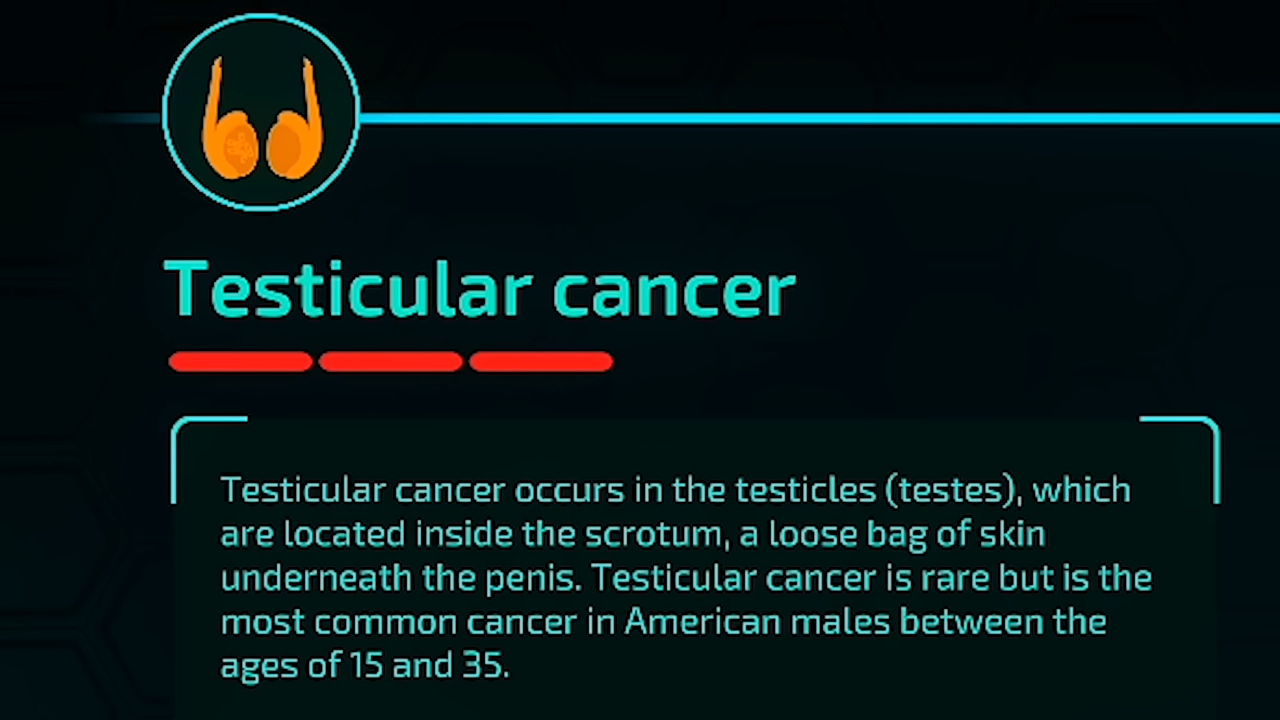 Testicular cancer
Testicular cancer occurs in the testicles (testes), which
are located inside the scrotum, a loose bag of skin
underneath the penis. Testicular cancer is rare but is the
most common cancer in American males between the
ages of 15 and 35.